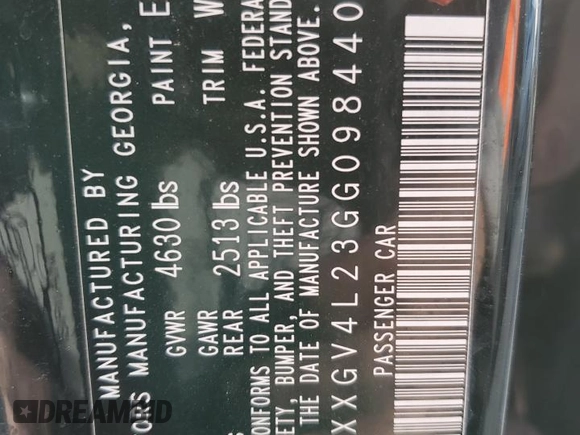 MANUFACTURED BY
MANUFACTURING GEORGIA,
GVWR 4630 lbs PAINT E
GAWR
REAR 2513 lbs TRIM W
CONFORMS TO ALL APPLICABLE U.S.A. FEDERA
ETY, BUMPER, AND THEFT PREVENTION STAND
THE DATE OF MANUFACTURE SHOWN ABOVE.
XXGV4L23GG098440
PASSENGER CAR
DREAMBID